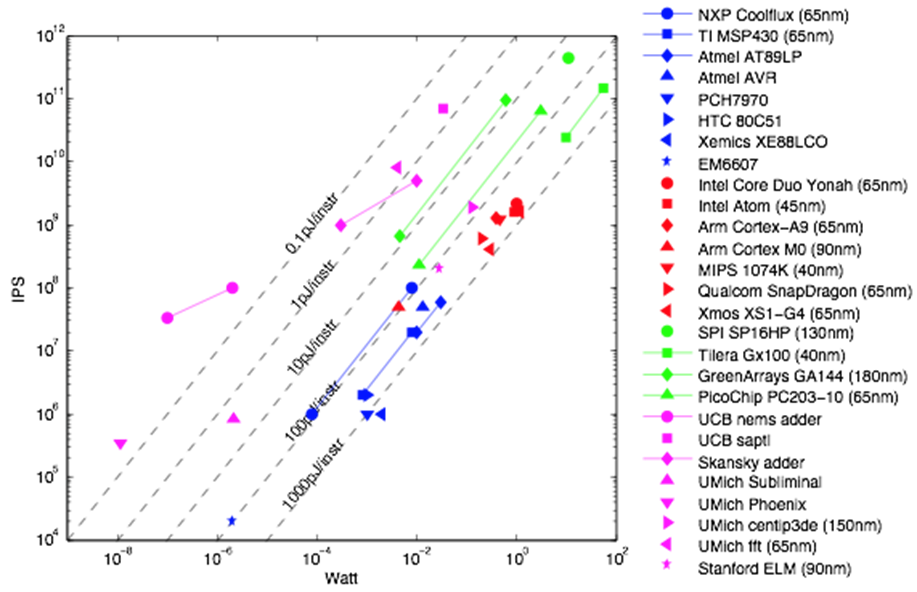 10^12
10^11
10^10
10^9
10^8
10^7
10^6
10^5
10^4
IPS
0.1pJ/instr
1pJ/instr
10pJ/instr
100pJ/instr
1000pJ/instr
10^-8
10^-6
10^-4
10^-2
10^0
10^2
Watt
NXP Coolflux (65nm)
TI MSP430 (65nm)
Atmel AT89LP
Atmel AVR
PCH7970
HTC 80C51
Xemics XE88LCO
EM6607
Intel Core Duo Yonah (65nm)
Intel Atom (45nm)
Arm Cortex-A9 (65nm)
Arm Cortex M0 (90nm)
MIPS 1074K (40nm)
Qualcom SnapDragon (65nm)
Xmos XS1-G4 (65nm)
SPI SP16HP (130nm)
Tilera Gx100 (40nm)
GreenArrays GA144 (180nm)
PicoChip PC203-10 (65nm)
UCB nems adder
UCB saptl
Skansky adder
UMich Subliminal
UMich Phoenix
UMich centip3de (150nm)
UMich fft (65nm)
Stanford ELM (90nm)